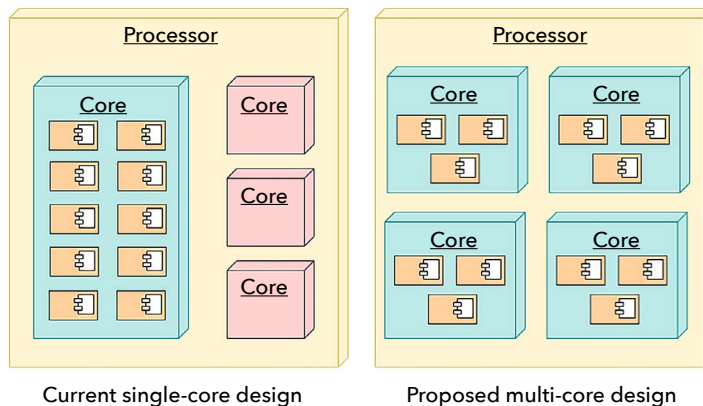 Processor
Core
Core
Core
Core
Current single-core design
Processor
Core
Core
Core
Core
Proposed multi-core design